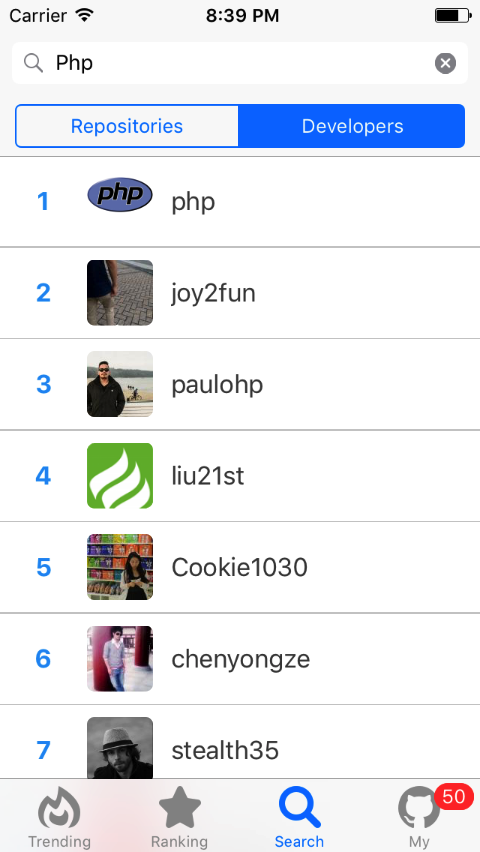 Carrier 8:39 PM
Php
Repositories Developers
1 php php
2 joy2fun
3 paulohp
4 liu21st
5 Cookie1030
6 chenyongze
7 stealth35
50
Trending Ranking Search My